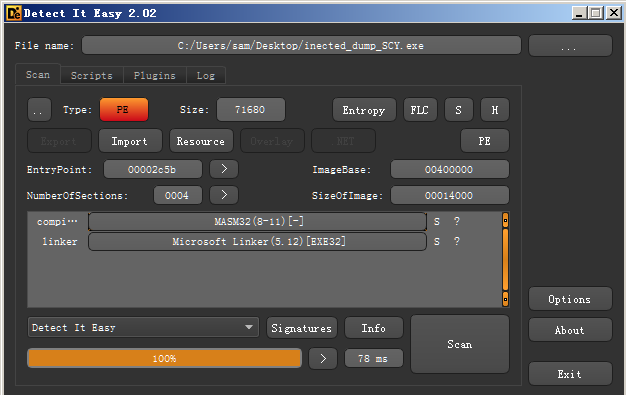 Detect It Easy 2.02
File name: C:/Users/sam/Desktop/inected_dump_SCY.exe ...
Scan Scripts Plugins Log
.. Type: PE Size: 71680 Entropy FLC S H
Export Import Resource Overlay .NET PE
EntryPoint: 00002c5b > ImageBase: 00400000
NumberOfSections: 0004 > SizeOfImage: 00014000
compi··· MASM32(8-11)[-] S ?
linker Microsoft Linker(5.12)[EXE32] S ?
Options
Detect It Easy Signatures Info Scan About
100% > 78 ms
Exit